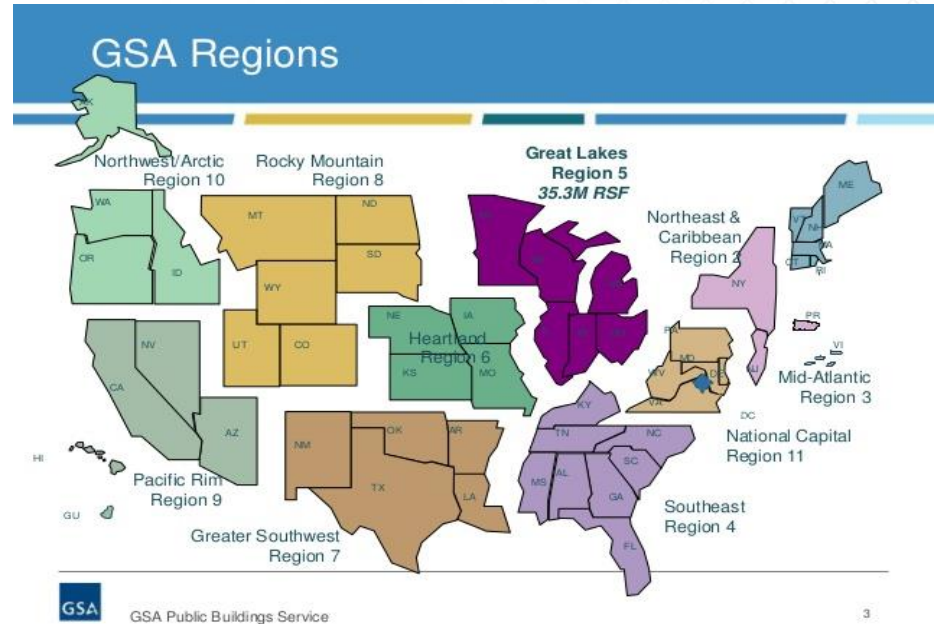 GSA Regions
AK
Northwest/Arctic
Region 10
Rocky Mountain
Region 8
Great Lakes
Region 5
35.3M RSF
Northeast &
Caribbean
Region 2
WA
OR
ID
MT
ND
SD
WY
UT
CO
NE
IA
KS
MO
Heartland
Region 6
ME
VT
NH
CT
RI
NY
NJ
PR
VI
PA
MD
DE
WV
VA
Mid-Atlantic
Region 3
DC
National Capital
Region 11
CA
NV
AZ
HI
GU
Pacific Rim
Region 9
NM
OK
AR
TX
LA
Greater Southwest
Region 7
KY
TN
NC
SC
MS
AL
GA
FL
Southeast
Region 4
GSA
GSA Public Buildings Service
3